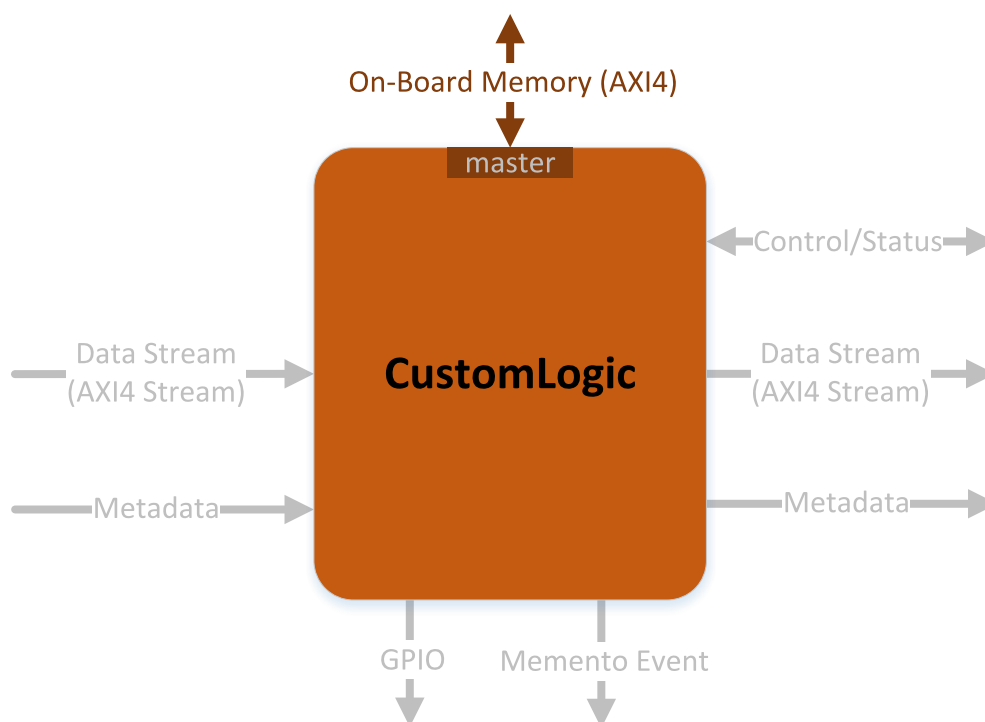 On-Board Memory (AXI4)
master
Control/Status
Data Stream
(AXI4 Stream)
CustomLogic
Data Stream
(AXI4 Stream)
Metadata
Metadata
GPIO
Memento Event